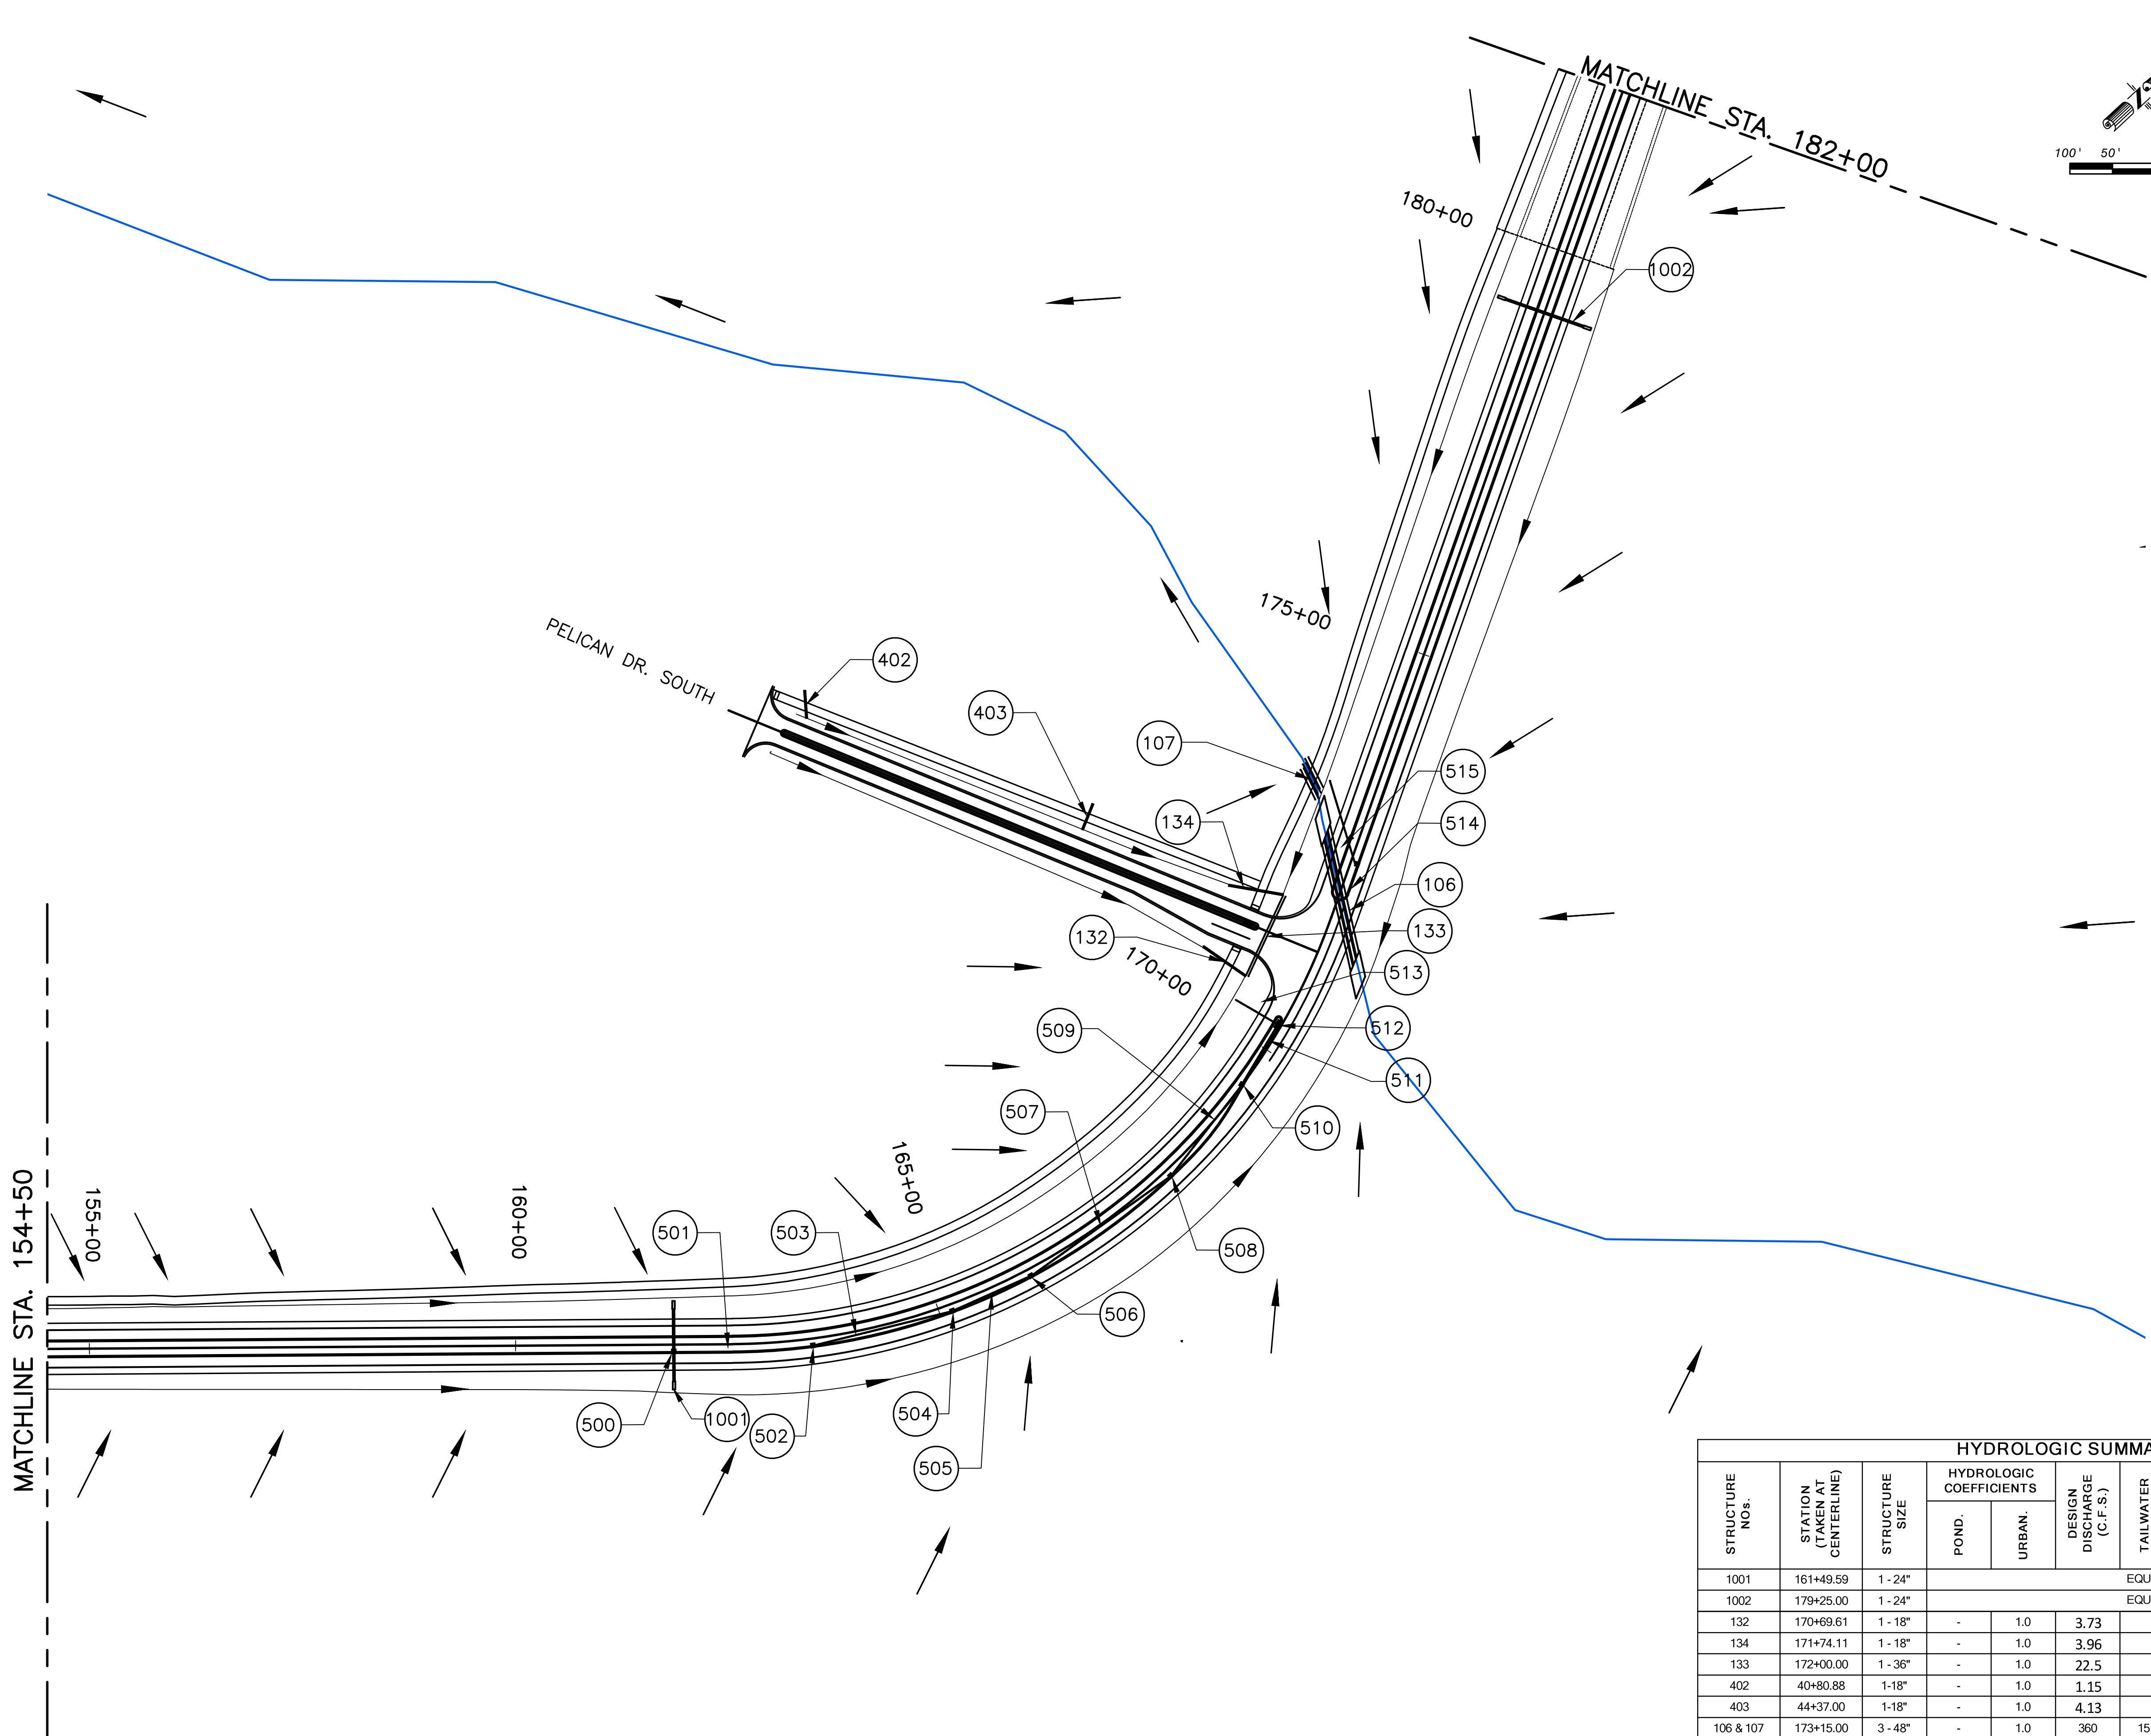 MATCHLINE STA. 182+00
100' 50'
180+00
1002
175+00
PELICAN DR. SOUTH
402
403
107
134
515
514
106
133
132
170+00
513
512
511
509
507
510
508
506
165+00
155+00
160+00
501
503
500
1001
502
504
505
MATCHLINE STA. 154+50
HYDROLOGIC SUMMA
STRUCTURE NOs.
STATION (TAKEN AT CENTERLINE)
STRUCTURE SIZE
HYDROLOGIC COEFFICIENTS
POND.
URBAN.
DESIGN DISCHARGE (C.F.S.)
TAILWATER
1001 161+49.59 1 - 24" EQU
1002 179+25.00 1 - 24" EQU
132 170+69.61 1 - 18" - 1.0 3.73
134 171+74.11 1 - 18" - 1.0 3.96
133 172+00.00 1 - 36" - 1.0 22.5
402 40+80.88 1-18" - 1.0 1.15
403 44+37.00 1-18" - 1.0 4.13
106 & 107 173+15.00 3 - 48" - 1.0 360 15